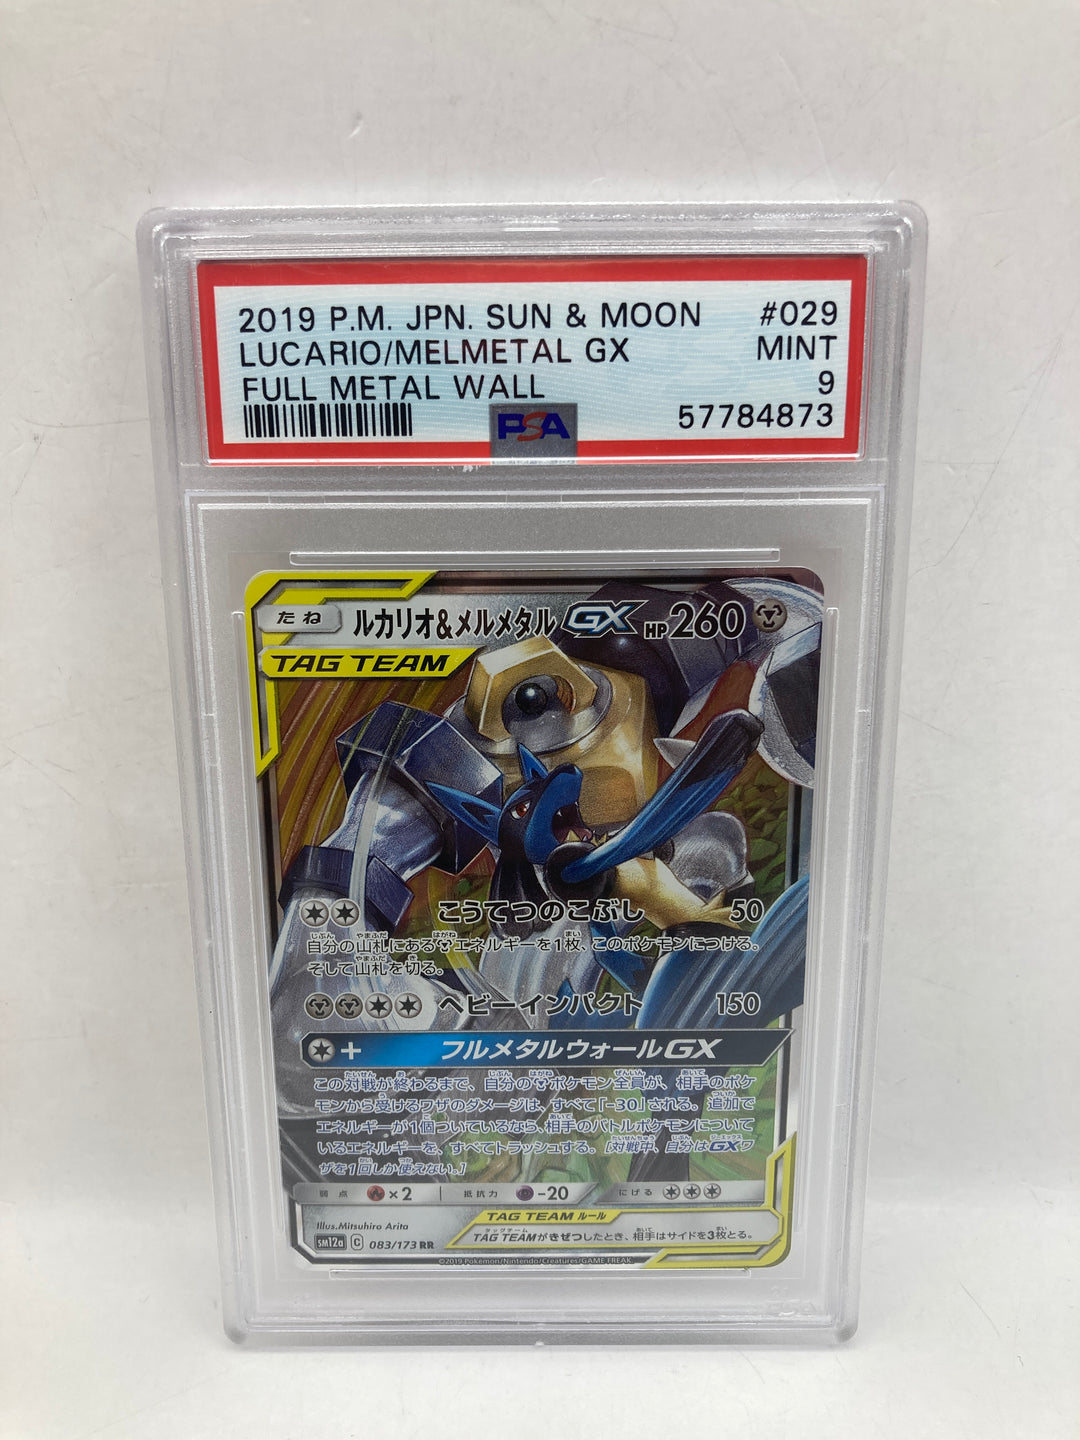 2019 P.M. JPN. SUN & MOON #029
LUCARIO/MELMETAL GX MINT
FULL METAL WALL 9
PSA 57784873
たね ルカリオ&メルメタルGX HP260
TAG TEAM
こうてつのこぶし 50
自分の山札にあるエネルギーを1枚、このポケモンにつける。
そして山札を切る。
ヘビーインパクト 150
+ フルメタルウォールGX
この対戦が終わるまで、自分のポケモン全員が、相手のポケ
モンから受けるワザのダメージは、すべて「-30」される。追加で
エネルギーが1個ついているなら、相手のバトルポケモンについて
いるエネルギーを、すべてトラッシュする。[対戦中、自分はGXワ
ザを1回しか使えない。]
弱点 ×2 抵抗力 -20 にげる
Illus.Mitsuhiro Arita TAG TEAM ルール
sm12a C 083/173 RR TAG TEAMがきぜつしたとき、相手はサイドを3枚とる。
©2019 Pokémon/Nintendo/Creatures/GAME FREAK